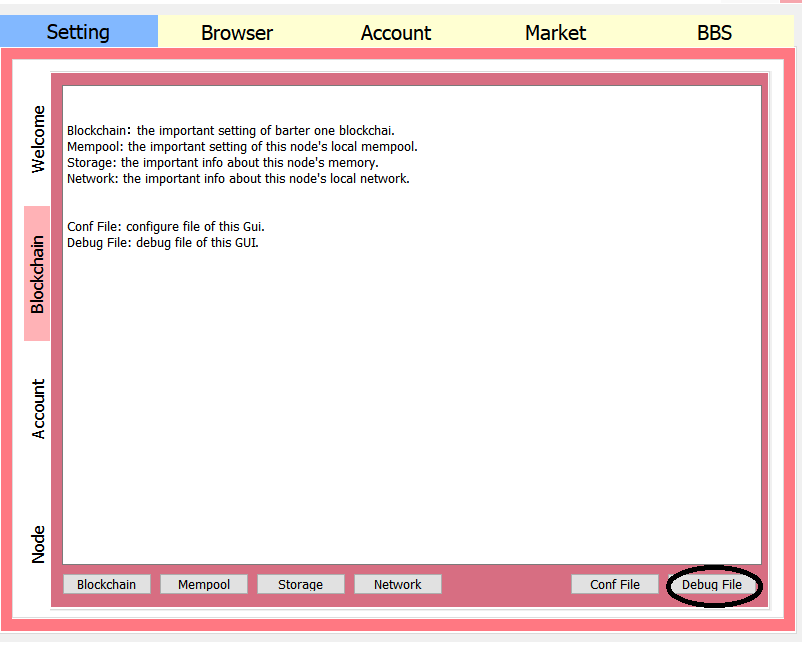 Setting Browser Account Market BBS
Welcome
Blockchain
Account
Node
Blockchain: the important setting of barter one blockchai.
Mempool: the important setting of this node's local mempool.
Storage: the important info about this node's memory.
Network: the important info about this node's local network.
Conf File: configure file of this Gui.
Debug File: debug file of this GUI.
Blockchain Mempool Storage Network Conf File Debug File